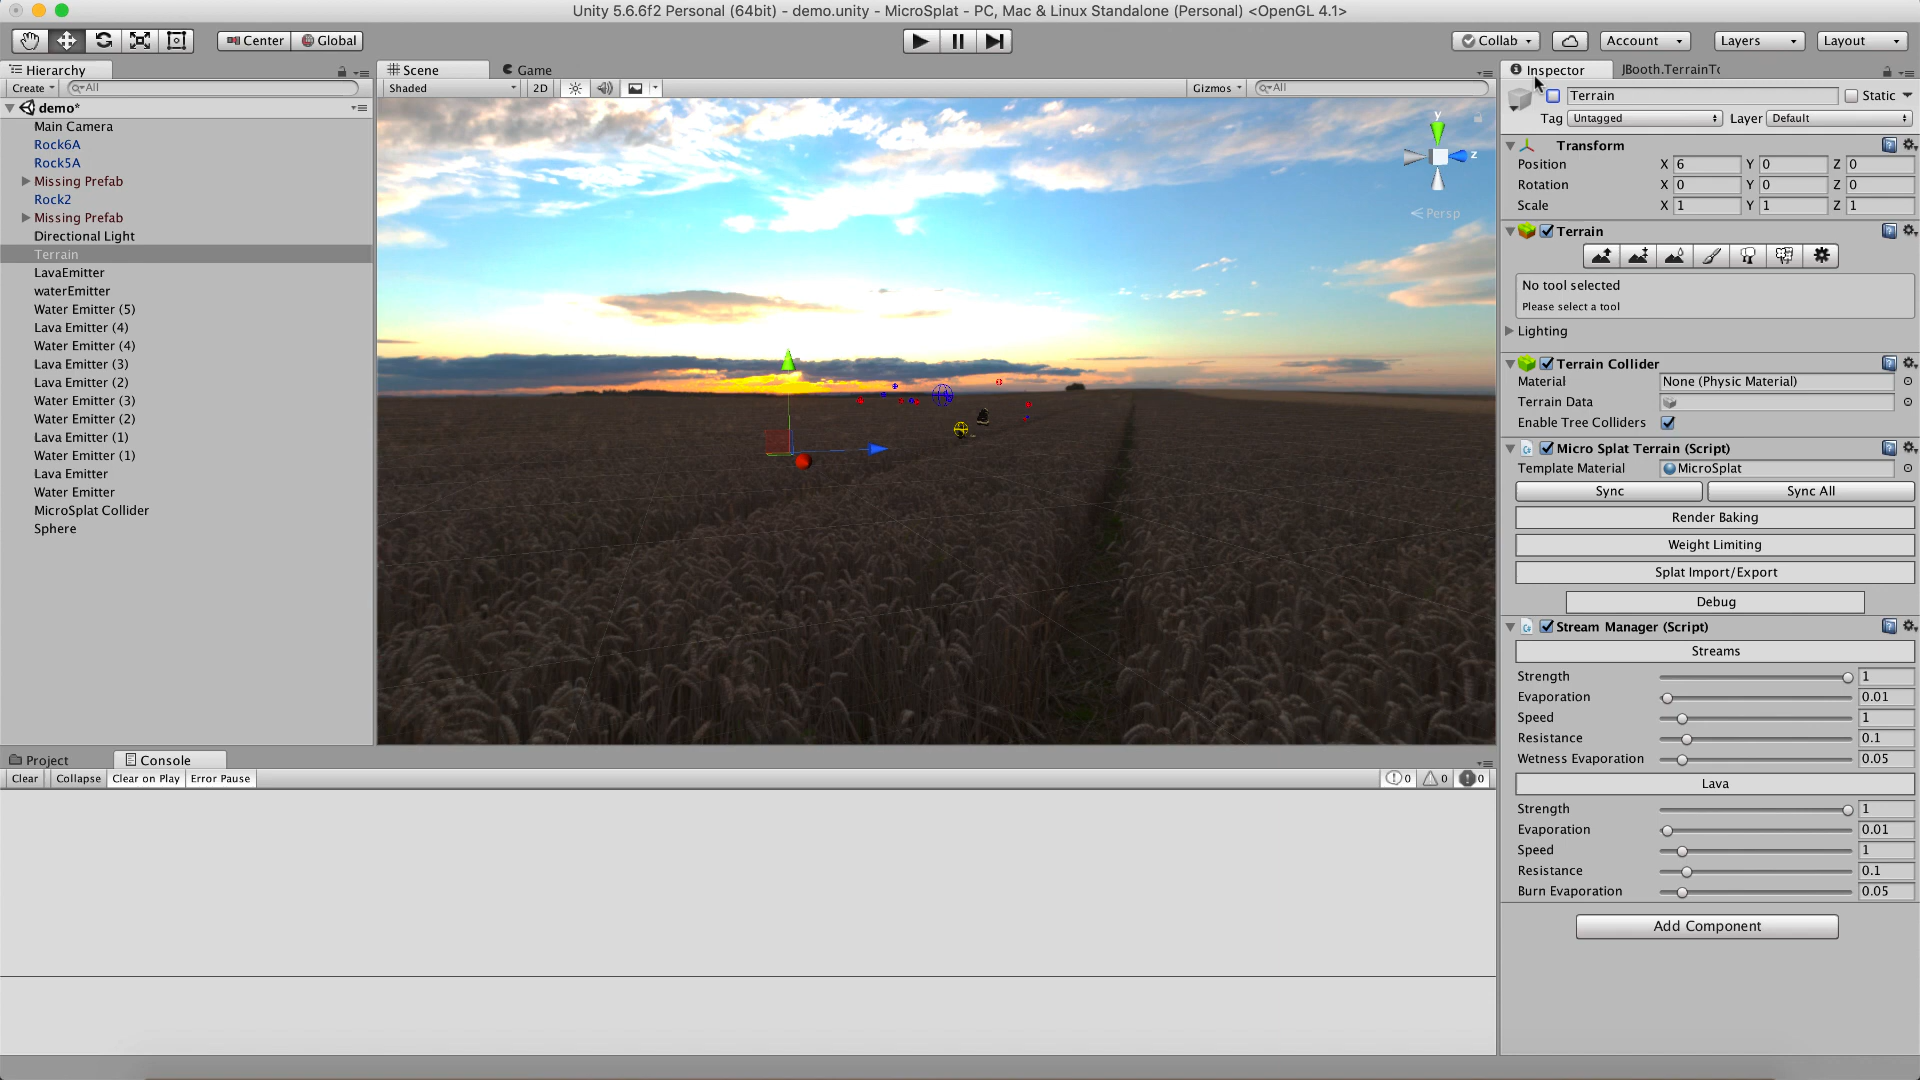 Unity 5.6.6f2 Personal (64bit) - demo.unity - MicroSplat - PC, Mac & Linux Standalone (Personal) <OpenGL 4.1>
Center Global Collab Account Layers Layout
Hierarchy
Create All
demo*
Main Camera
Rock6A
Rock5A
Missing Prefab
Rock2
Missing Prefab
Directional Light
Terrain
LavaEmitter
waterEmitter
Water Emitter (5)
Lava Emitter (4)
Water Emitter (4)
Lava Emitter (3)
Lava Emitter (2)
Water Emitter (3)
Water Emitter (2)
Lava Emitter (1)
Water Emitter (1)
Lava Emitter
Water Emitter
MicroSplat Collider
Sphere
Scene Game
Shaded 2D Gizmos All
y
z
Persp
Project Console
Clear Collapse Clear on Play Error Pause 0 0 0
Inspector JBooth.TerrainTo
Terrain Static
Tag Untagged Layer Default
Transform
Position X 6 Y 0 Z 0
Rotation X 0 Y 0 Z 0
Scale X 1 Y 1 Z 1
Terrain
No tool selected
Please select a tool
Lighting
Terrain Collider
Material None (Physic Material)
Terrain Data
Enable Tree Colliders
Micro Splat Terrain (Script)
Template Material MicroSplat
Sync Sync All
Render Baking
Weight Limiting
Splat Import/Export
Debug
Stream Manager (Script)
Streams
Strength 1
Evaporation 0.01
Speed 1
Resistance 0.1
Wetness Evaporation 0.05
Lava
Strength 1
Evaporation 0.01
Speed 1
Resistance 0.1
Burn Evaporation 0.05
Add Component